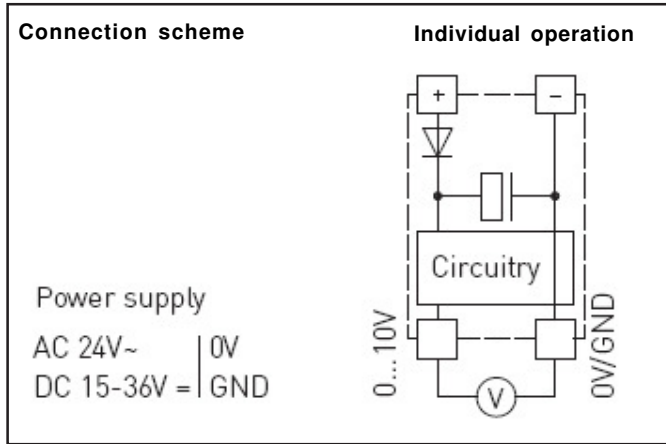 Connection scheme
Individual operation
+ −
Circuitry
Power supply
AC 24V~ | 0V
DC 15-36V = | GND
0...10V
0V/GND
V